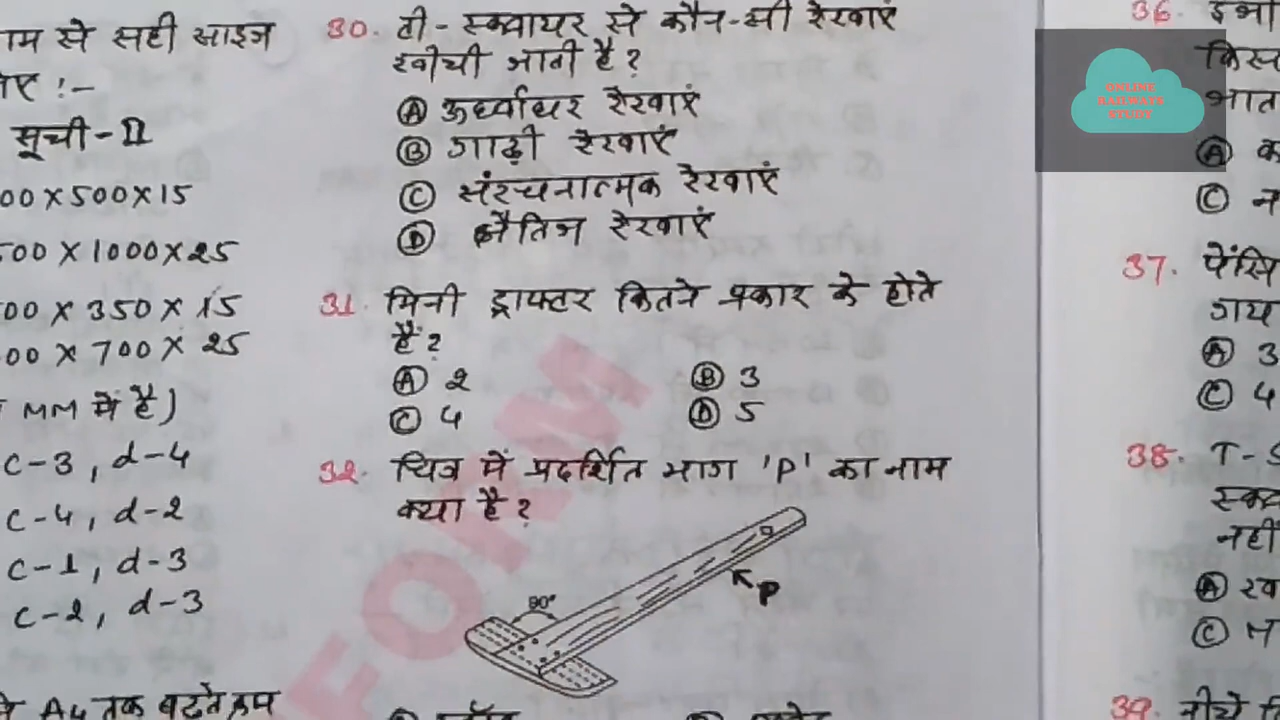 30. टी - स्क्वायर से कौन-सी रेखाएं
खींची जाती है?
Ⓐ ऊर्ध्वाधर रेखाएं
Ⓑ गाढ़ी रेखाएं
Ⓒ संरचनात्मक रेखाएं
Ⓓ क्षैतिज रेखाएं
31. मिनी ड्राफ्टर कितने प्रकार के होते
हैं?
Ⓐ 2 Ⓑ 3
Ⓒ 4 Ⓓ 5
32. चित्र में प्रदर्शित भाग 'P' का नाम
क्या है?
90°
P
से सही साइज
:-
सूची-II
00 X 500 X 15
500 X 1000 X 25
00 X 350 X 15
00 X 700 X 25
MM में है)
C-3, d-4
C-4, d-2
C-1, d-3
C-2, d-3
A4 तक बढ़ते क्रम
36.
Ⓐ
Ⓒ
37.
Ⓐ 3
Ⓒ 4
38. T-S
नहीं
Ⓐ
Ⓒ
39. नीचे
FORM
ONLINE
RAILWAYS
STUDY